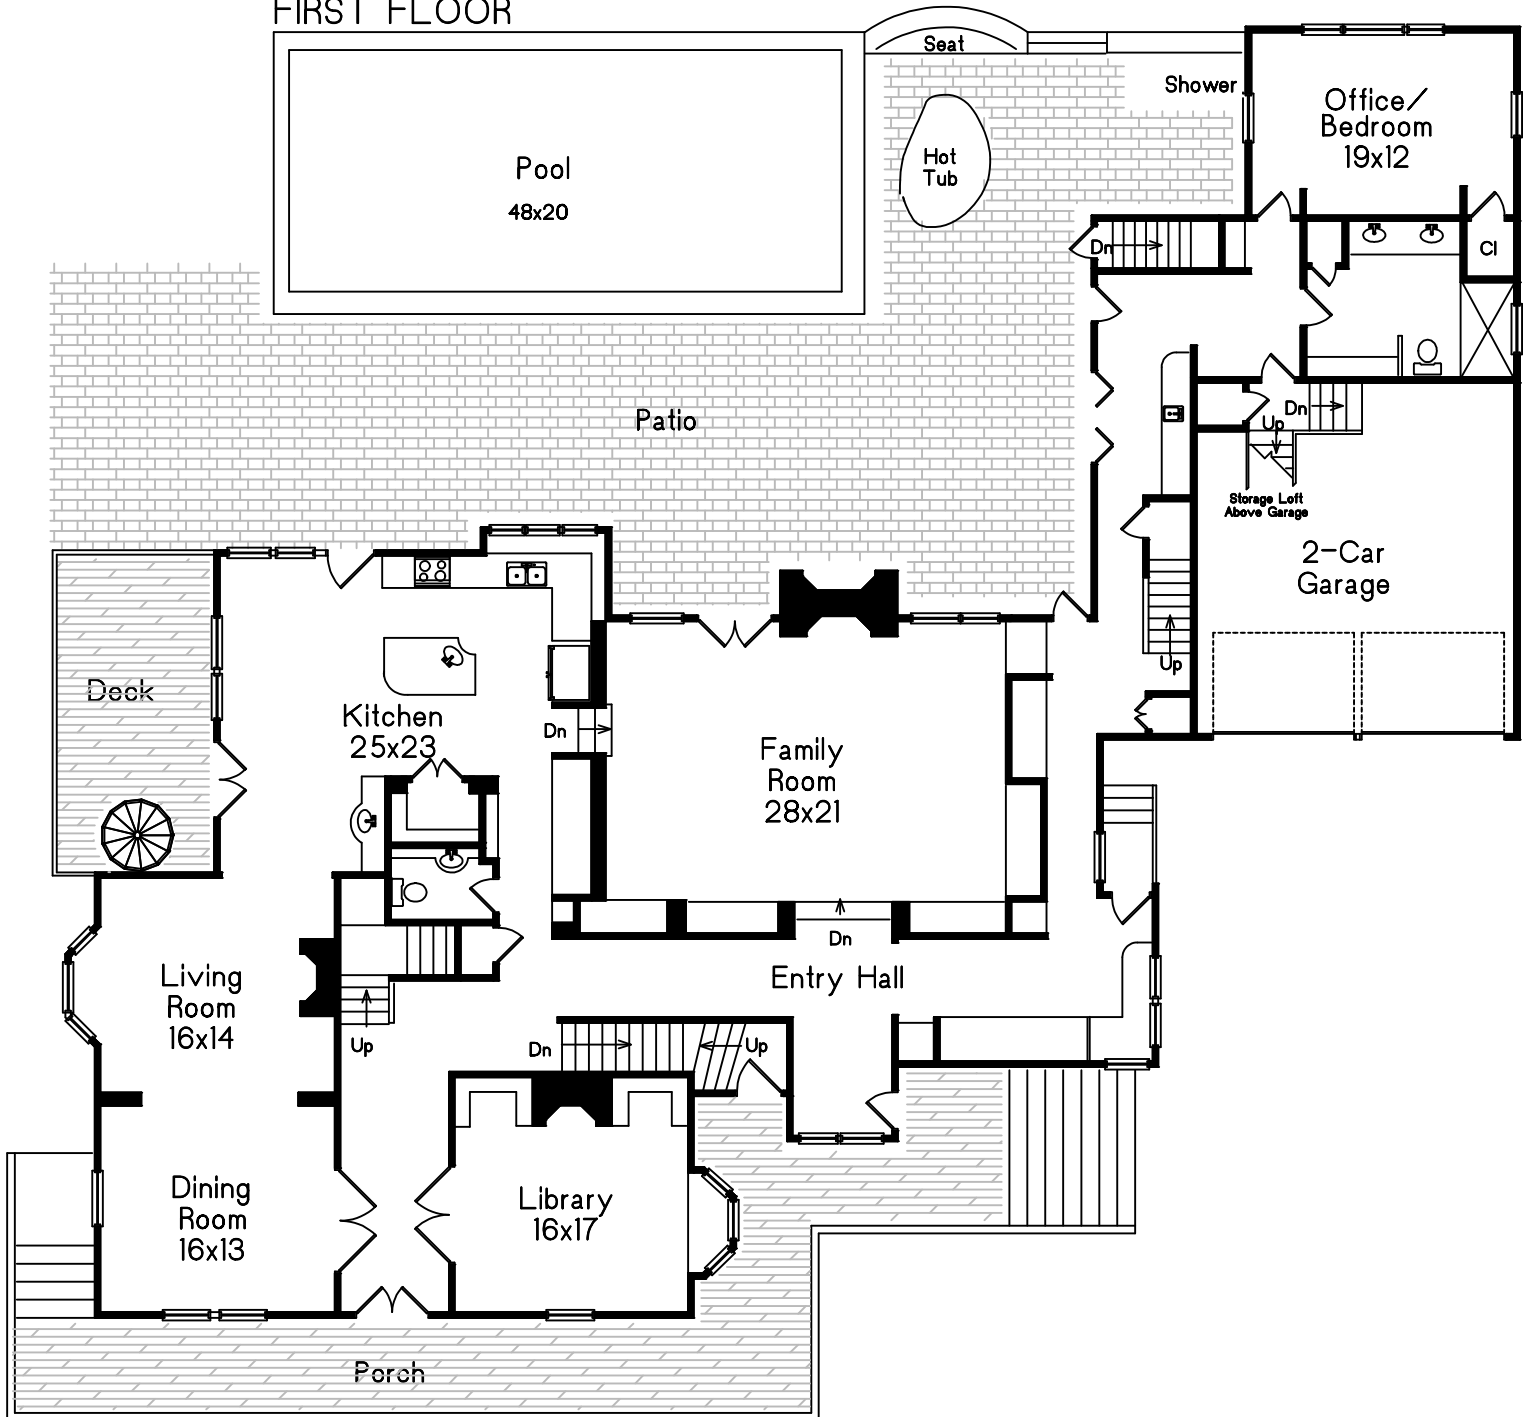 FIRST FLOOR
Seat
Shower
Office/
Bedroom
19x12
Hot
Tub
Pool
48x20
Dn
Cl
Patio
Dn
Up
Storage Loft
Above Garage
2-Car
Garage
Up
Deck
Kitchen
25x23
Dn
Family
Room
28x21
Dn
Entry Hall
Living
Room
16x14
Up
Dn
Up
Dining
Room
16x13
Library
16x17
Porch